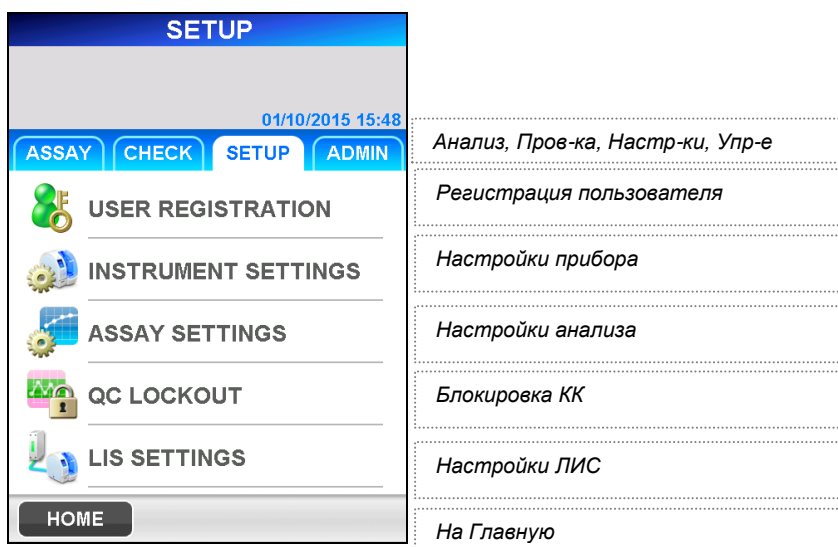 SETUP
01/10/2015 15:48
ASSAY CHECK SETUP ADMIN
Анализ, Пров-ка, Настр-ки, Упр-е
USER REGISTRATION
Регистрация пользователя
INSTRUMENT SETTINGS
Настройки прибора
ASSAY SETTINGS
Настройки анализа
QC LOCKOUT
Блокировка КК
LIS SETTINGS
Настройки ЛИС
HOME
На Главную